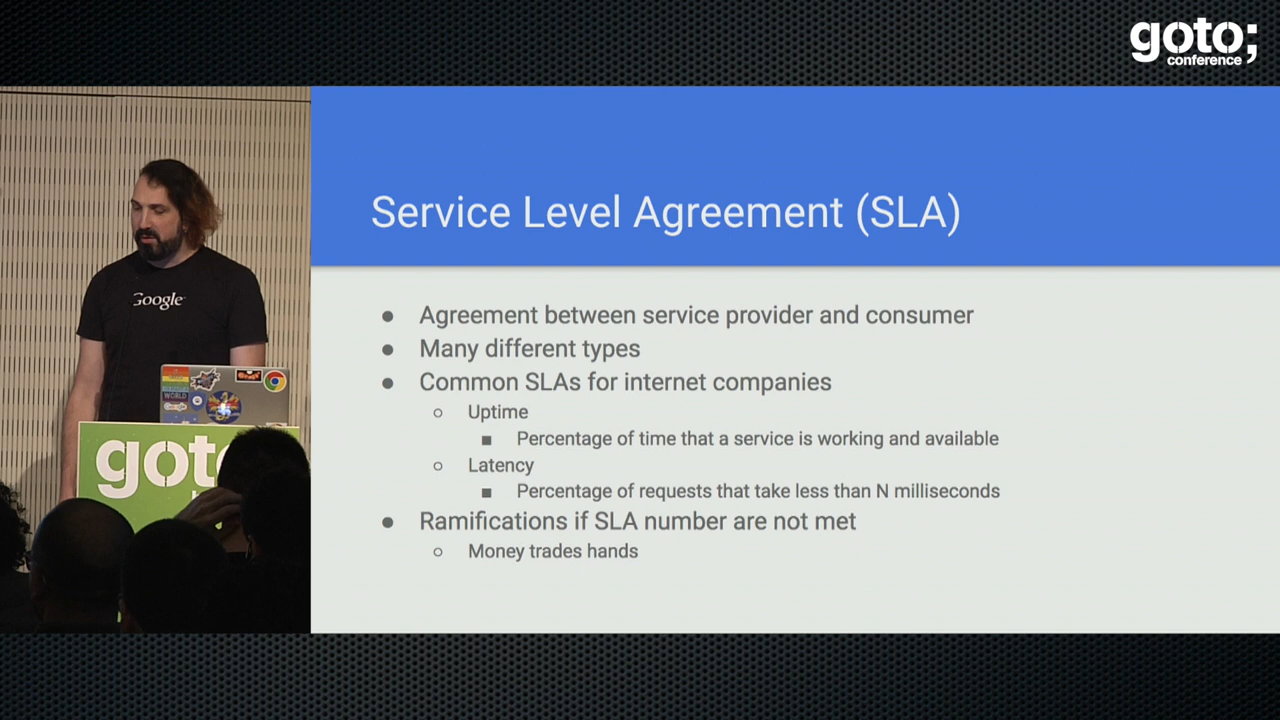 goto;
conference
Service Level Agreement (SLA)
● Agreement between service provider and consumer
● Many different types
● Common SLAs for internet companies
○ Uptime
■ Percentage of time that a service is working and available
○ Latency
■ Percentage of requests that take less than N milliseconds
● Ramifications if SLA number are not met
○ Money trades hands
Google
WORLD
goto